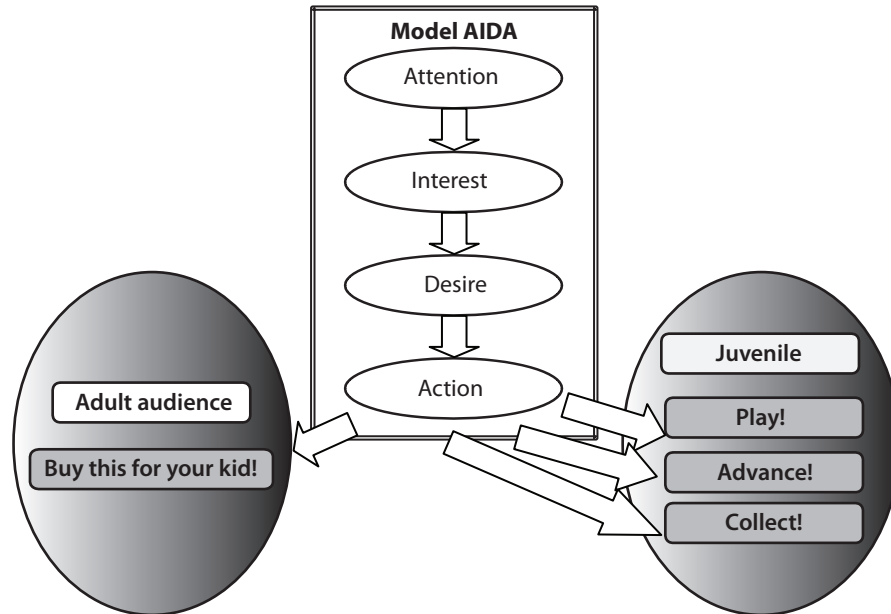 Model AIDA
Attention
Interest
Desire
Action
Adult audience
Buy this for your kid!
Juvenile
Play!
Advance!
Collect!